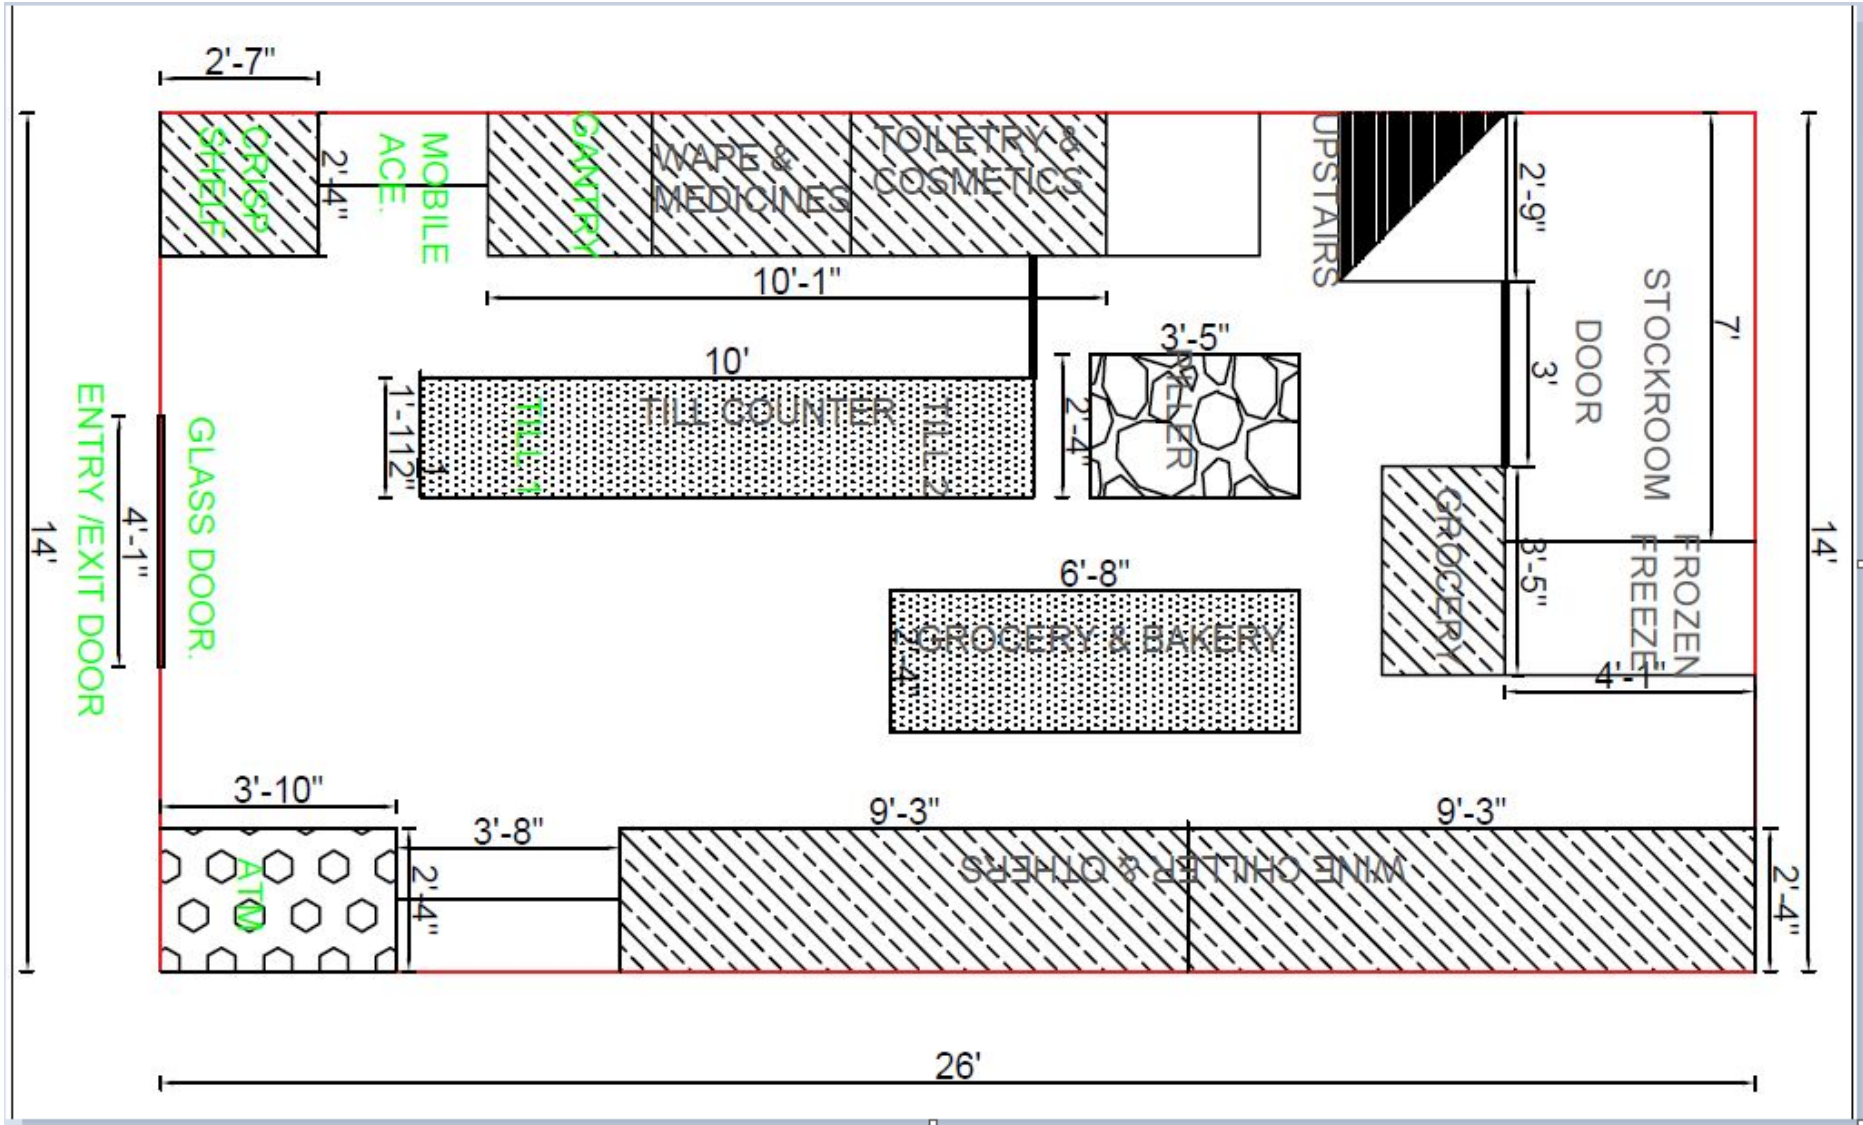 2'-7"
CRISP
SHELF
2'-4"
MOBILE
ACE.
GANTRY
WAPE &
MEDICINES
TOILETRY &
COSMETICS
UPSTAIRS
2'-9"
10'-1"
STOCKROOM
DOOR
7'
3'
10'
3'-5"
PILLER
2'-4"
1'-11
1
2"
TILL 1
TILL COUNTER
TILL 2
ENTRY /EXIT DOOR
4'-1"
GLASS DOOR.
14'
14'
GROCERY
3'-5"
FROZEN
FREEZE
4'-1"
6'-8"
GROCERY & BAKERY
2'-4"
3'-10"
ATM
2'-4"
3'-8"
9'-3"
9'-3"
WINE CHILLER & OTHERS
2'-4"
26'